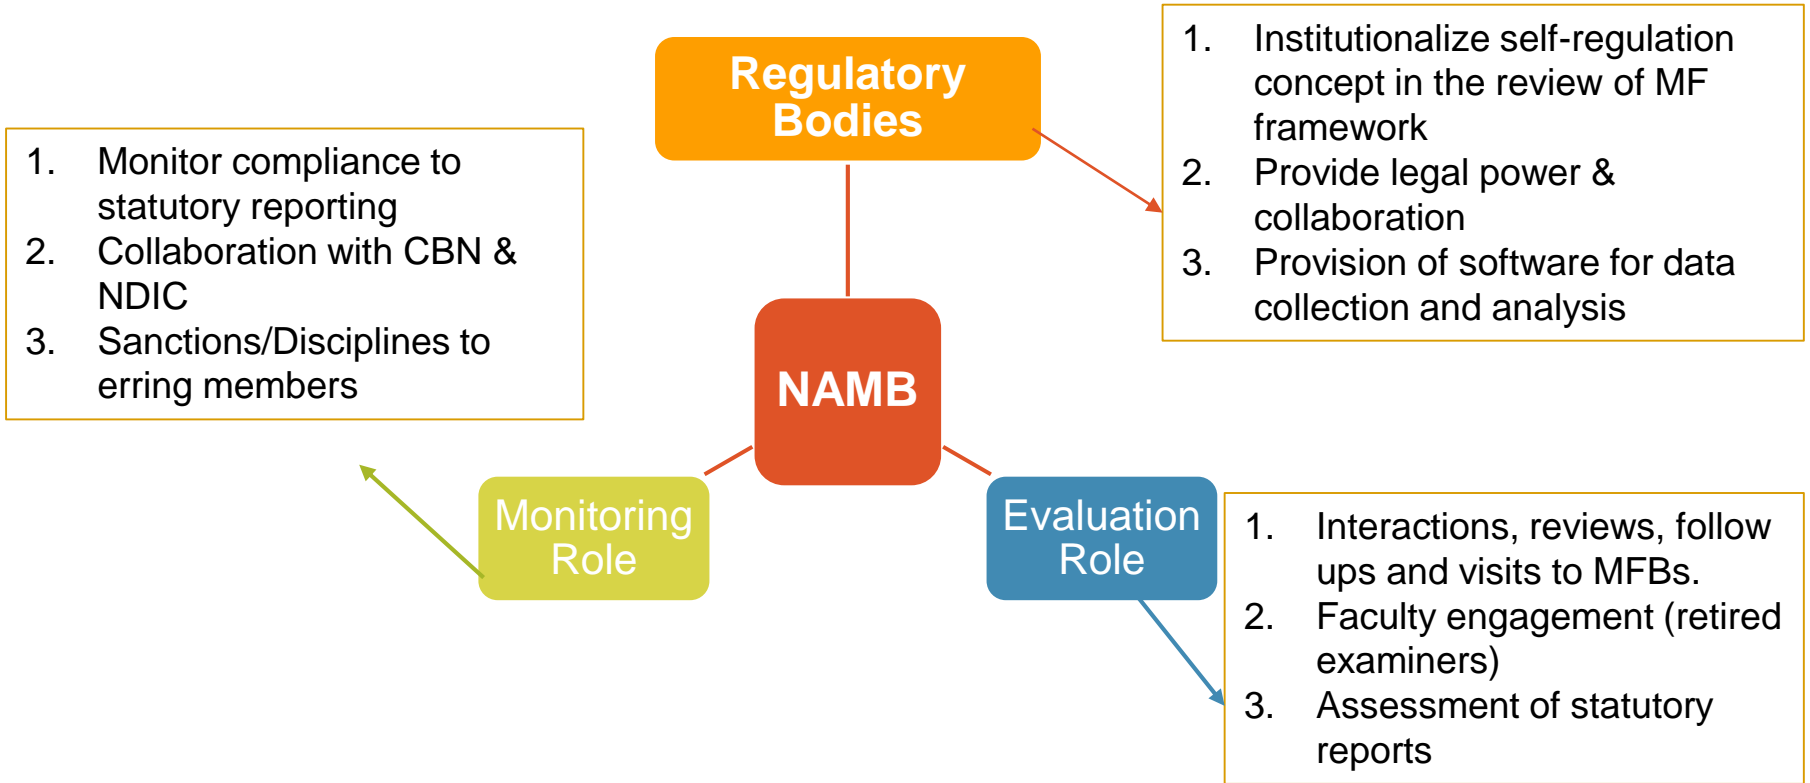 Regulatory
Bodies
1. Institutionalize self-regulation
concept in the review of MF
framework
2. Provide legal power &
collaboration
3. Provision of software for data
collection and analysis
1. Monitor compliance to
statutory reporting
2. Collaboration with CBN &
NDIC
3. Sanctions/Disciplines to
erring members
NAMB
Monitoring
Role
Evaluation
Role
1. Interactions, reviews, follow
ups and visits to MFBs.
2. Faculty engagement (retired
examiners)
3. Assessment of statutory
reports